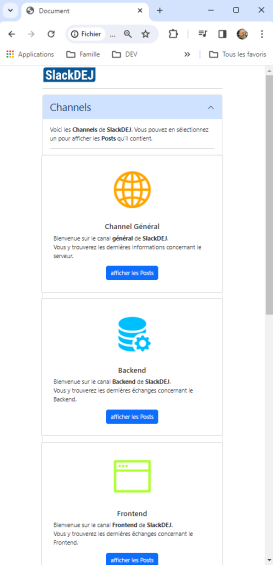 Document
Fichier
Applications
Famille
DEV
Tous les favoris
SlackDEJ
Channels
Voici les Channels de SlackDEJ. Vous pouvez en sélectionnez
un pour afficher les Posts qu'il contient.
Channel Général
Bienvenue sur le canal général de SlackDEJ.
Vous y trouverez les dernières informations concernant le
serveur.
afficher les Posts
Backend
Bienvenue sur le canal Backend de SlackDEJ.
Vous y trouverez les dernières échanges concernant le
Backend.
afficher les Posts
Frontend
Bienvenue sur le canal Frontend de SlackDEJ.
Vous y trouverez les dernières échanges concernant le
Frontend.
afficher les Posts